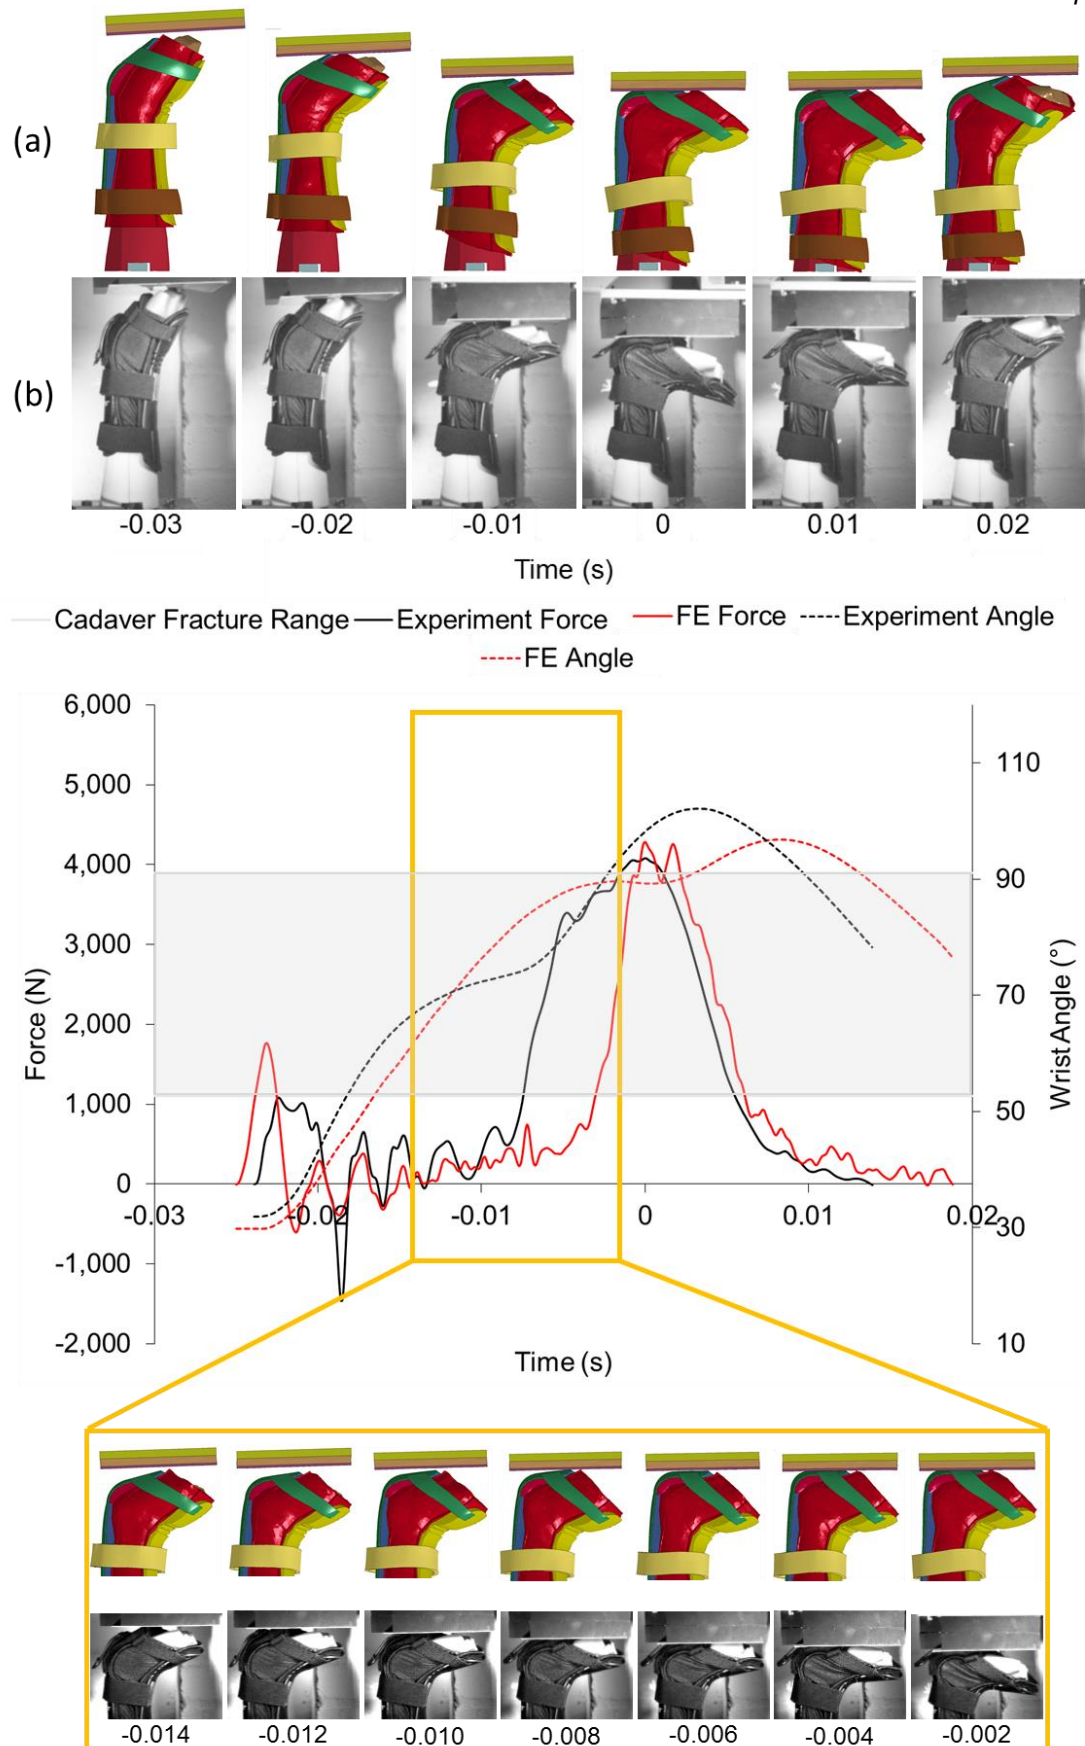 (a)
(b)
-0.03 -0.02 -0.01 0 0.01 0.02
Time (s)
Cadaver Fracture Range Experiment Force FE Force Experiment Angle
FE Angle
6,000
5,000
4,000
3,000
2,000
1,000
0
-1,000
-2,000
Force (N)
-0.03 -0.02 -0.01 0 0.01 0.02
110
90
70
50
30
10
Wrist Angle (°)
Time (s)
-0.014 -0.012 -0.010 -0.008 -0.006 -0.004 -0.002